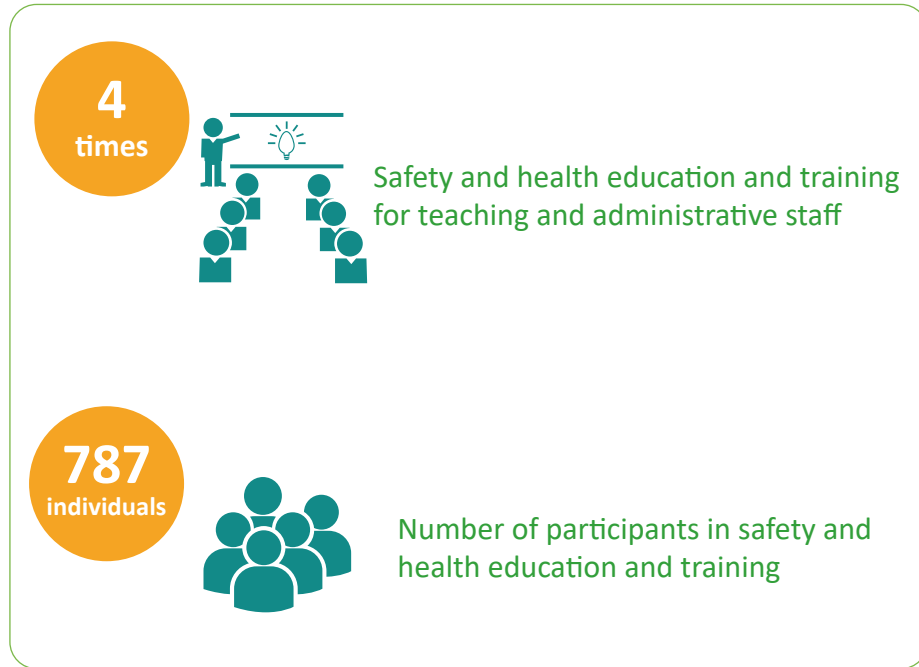 4
times
Safety and health education and training
for teaching and administrative staff
787
individuals
Number of participants in safety and
health education and training